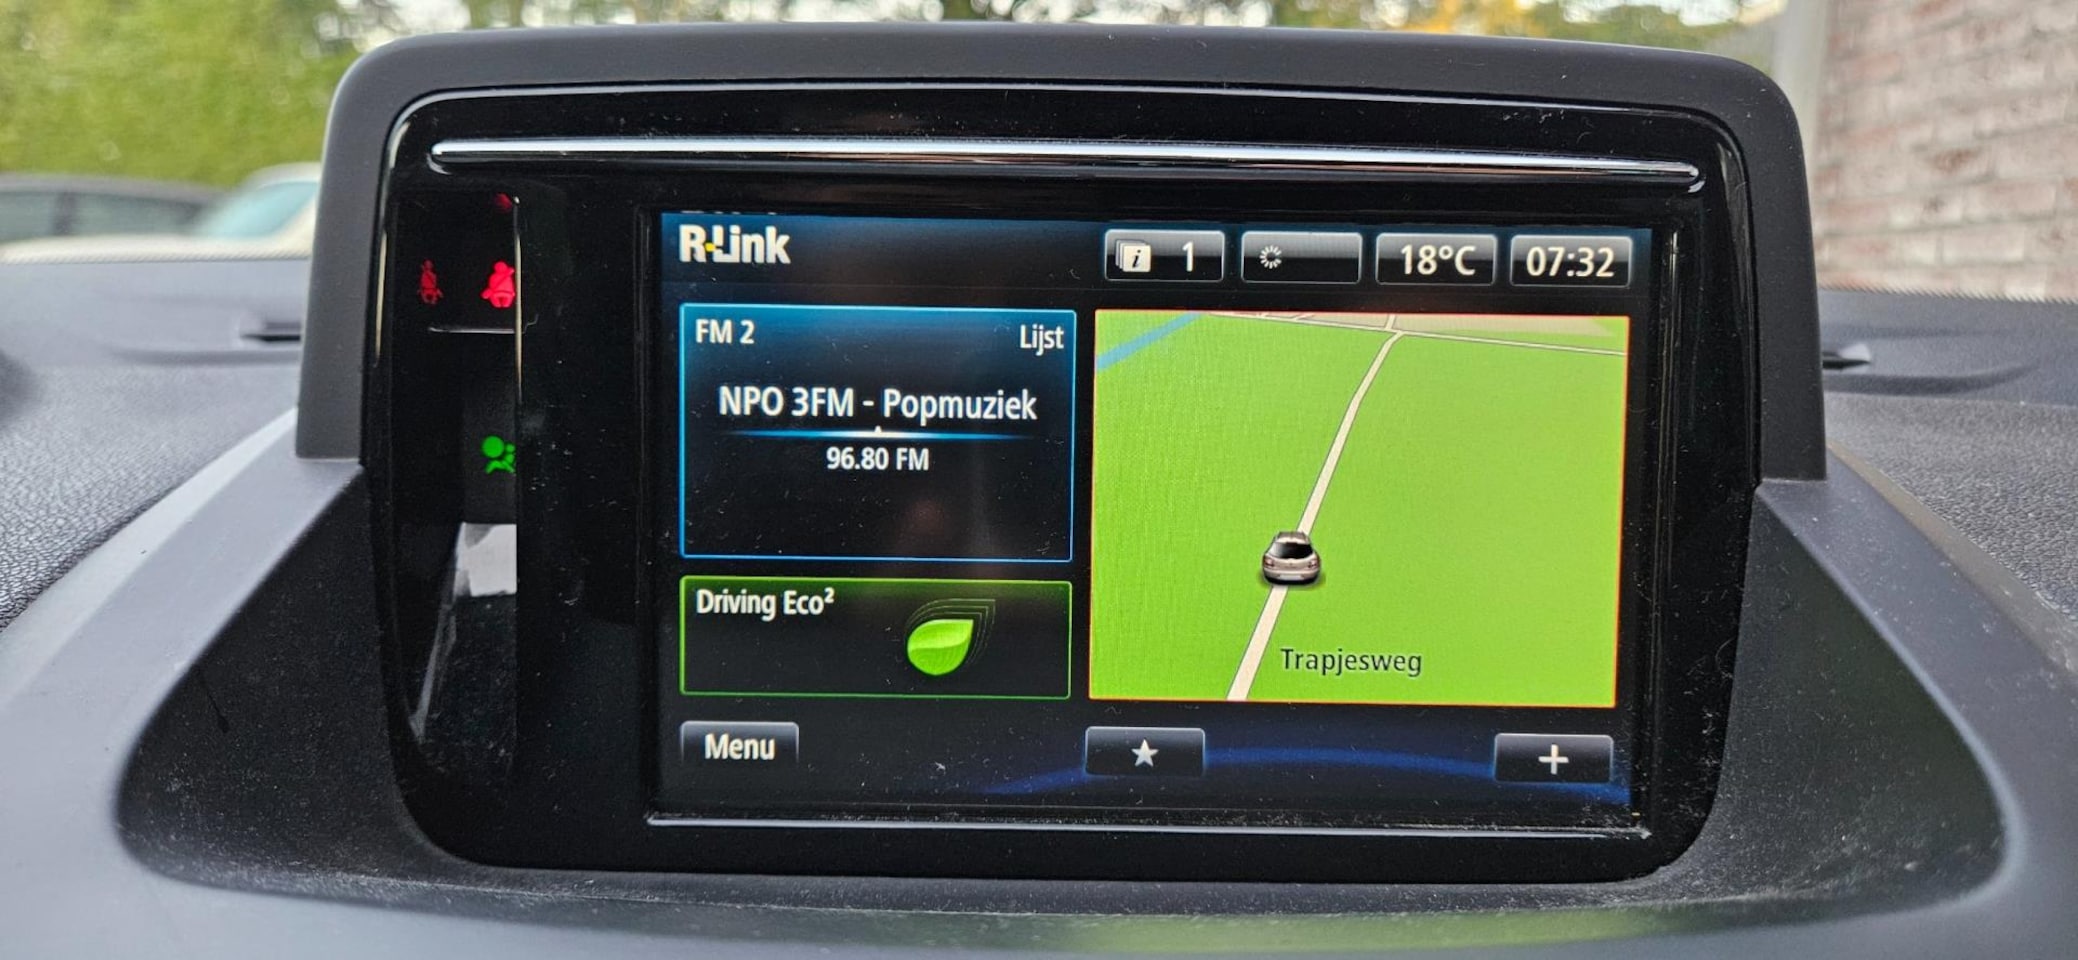 R-Link
i 1
18°C
07:32
FM 2
Lijst
NPO 3FM - Popmuziek
96.80 FM
Driving Eco²
Trapjesweg
Menu
+